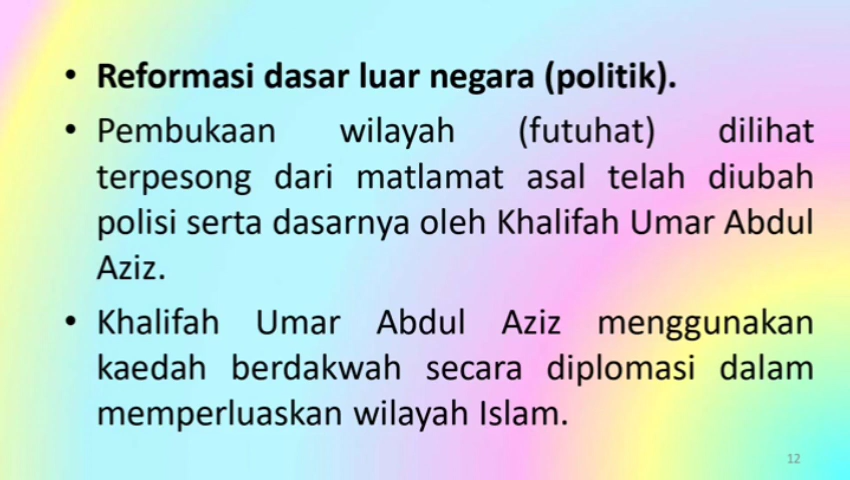 • Reformasi dasar luar negara (politik).
• Pembukaan wilayah (futuhat) dilihat
terpesong dari matlamat asal telah diubah
polisi serta dasarnya oleh Khalifah Umar Abdul
Aziz.
• Khalifah Umar Abdul Aziz menggunakan
kaedah berdakwah secara diplomasi dalam
memperluaskan wilayah Islam.
12